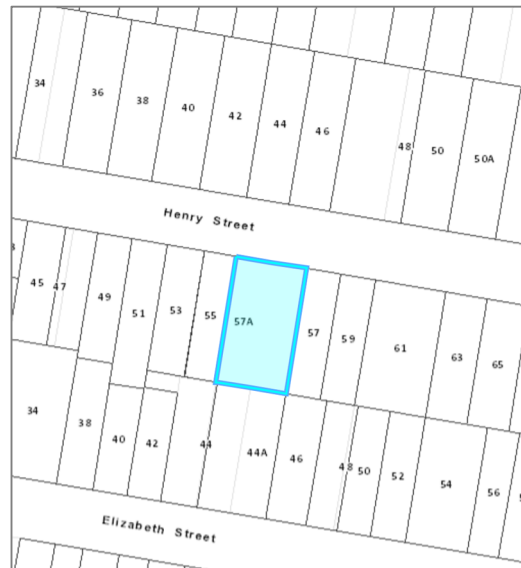 34 36 38 40 42 44 46 48 50 50A
Henry Street
45 47 49 51 53 55 57A 57 59 61 63 65
34 38 40 42 44 44A 46 48 50 52 54 56
Elizabeth Street